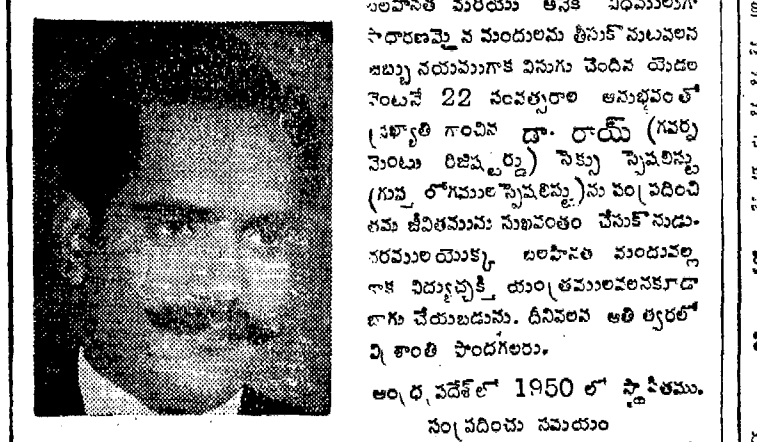 బలహీనత మరియు అనేక విధములుగా
సాధారణమై న మందులను తీసుకొనుటవలన
జబ్బు నయముగాక విసుగు చెందిన యెడల
వెంటనే 22 సంవత్సరాల అనుభవంతో
ప్రఖ్యాతి గాంచిన డా. రాయ్ (గవర్న
మెంటు రిజిష్టర్డు) సెక్సు స్పెషలిస్టు
(గుప్త రోగముల స్పెషలిస్టు)ను సంప్రదించి
తమ జీవితమును సుఖవంతం చేసుకొనుడు.
నరములయొక్క బలహీనత మందువల్ల
గాక విద్యుచ్ఛక్తి యంత్రములవలనకూడా
బాగు చేయబడును. దీనివలన అతి త్వరలో
విశ్రాంతి పొందగలరు.
ఆంధ్రప్రదేశ్‌లో 1950 లో స్థాపితము.
సంప్రదించు సమయం